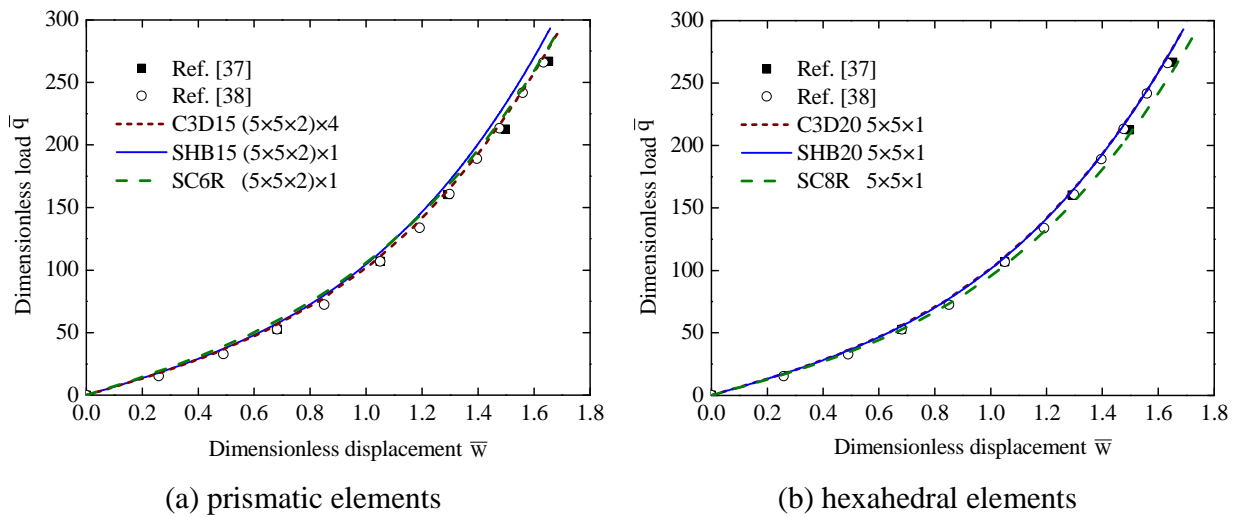 300
250
200
150
100
50
0
Dimensionless load q̅
Ref. [37]
Ref. [38]
C3D15 (5×5×2)×4
SHB15 (5×5×2)×1
SC6R (5×5×2)×1
0.0 0.2 0.4 0.6 0.8 1.0 1.2 1.4 1.6 1.8
Dimensionless displacement w̅
(a) prismatic elements
300
250
200
150
100
50
0
Dimensionless load q̅
Ref. [37]
Ref. [38]
C3D20 5×5×1
SHB20 5×5×1
SC8R 5×5×1
0.0 0.2 0.4 0.6 0.8 1.0 1.2 1.4 1.6 1.8
Dimensionless displacement w̅
(b) hexahedral elements